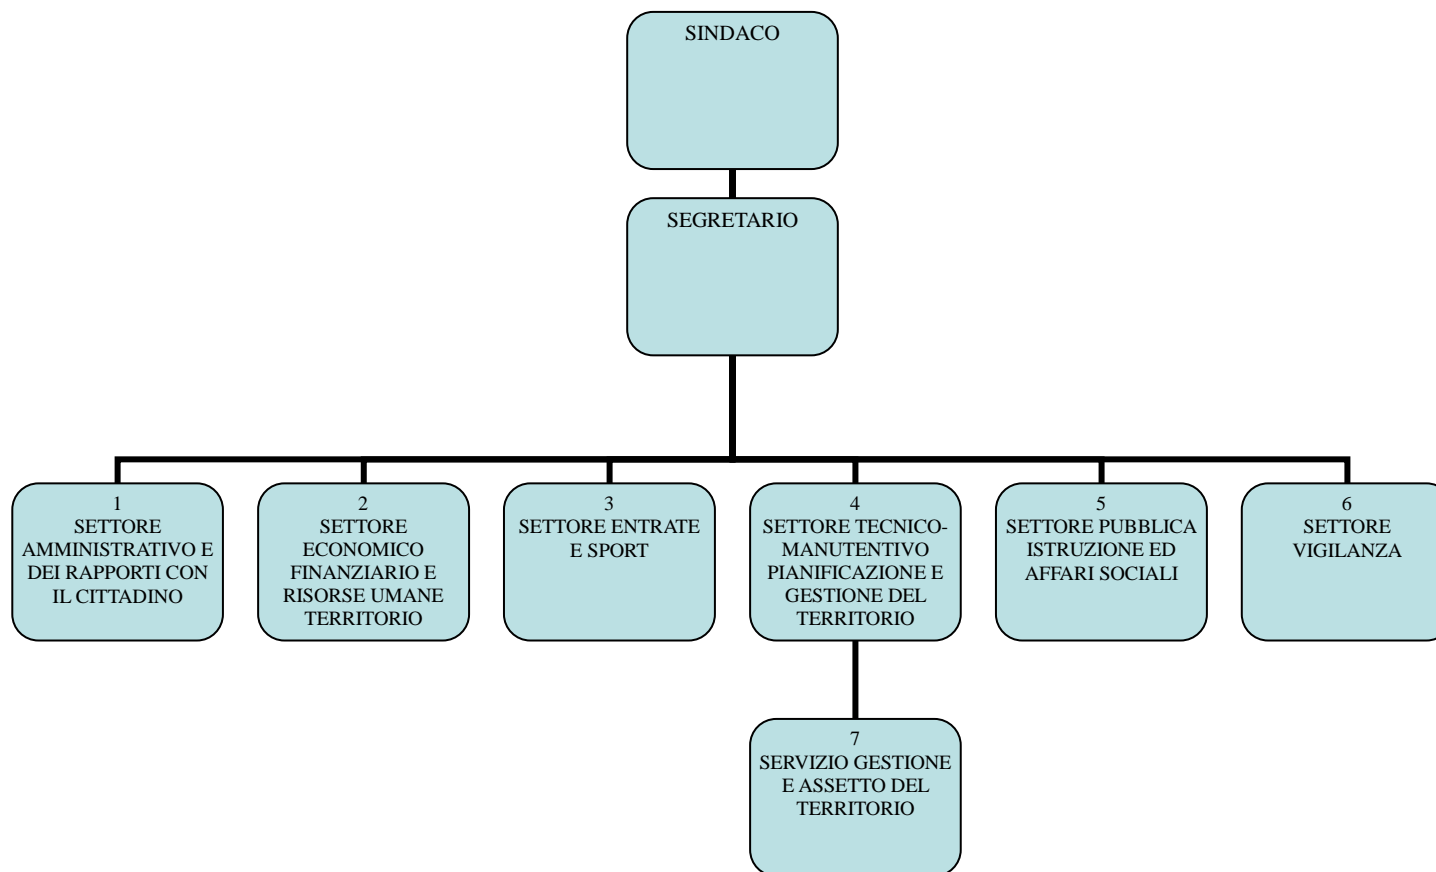 SINDACO
SEGRETARIO
1
SETTORE
AMMINISTRATIVO E
DEI RAPPORTI CON
IL CITTADINO
2
SETTORE
ECONOMICO
FINANZIARIO E
RISORSE UMANE
TERRITORIO
3
SETTORE ENTRATE
E SPORT
4
SETTORE TECNICO-
MANUTENTIVO
PIANIFICAZIONE E
GESTIONE DEL
TERRITORIO
5
SETTORE PUBBLICA
ISTRUZIONE ED
AFFARI SOCIALI
6
SETTORE
VIGILANZA
7
SERVIZIO GESTIONE
E ASSETTO DEL
TERRITORIO